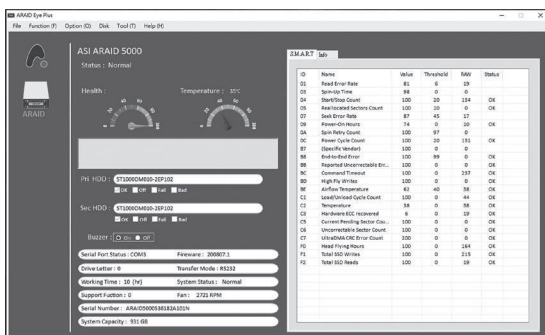 ARAID Eye Plus
File Function (F) Option (O) Disk Tool (T) Help (H)
ASI ARAID 5000
Status : Normal
Health :
Temperature : 35℃
ARAID
Pri HDD : ST1000DM010-2EP102
OK Off Fail Bad
Sec HDD : ST1000DM010-2EP102
OK Off Fail Bad
Buzzer : On Off
Serial Port Status : COM3 Fireware : 200807.1
Drive Letter : 0 Transfer Mode : RS232
Working Time : 10 (hr) System Status : Normal
Support Fuction : 0 Fan : 2721 RPM
Serial Number : ARAID5000536182A101N
System Capacity : 931 GB
S.M.A.R.T Info
ID Name Value Threshold RAW Status
01 Read Error Rate 81 6 19
03 Spin-Up Time 98 0 0
04 Start/Stop Count 100 20 134 OK
05 Reallocated Sectors Count 100 20 0 OK
07 Seek Error Rate 87 45 17
09 Power-On Hours 74 0 10 OK
0A Spin Retry Count 100 97 0
0C Power Cycle Count 100 20 131 OK
B7 (Specific Vendor) 100 0 0
B8 End-to-End Error 100 99 0 OK
BB Reported Uncorrectable Err... 100 0 0 OK
BC Command Timeout 100 0 237 OK
BD High Fly Writes 100 0 0 OK
BE Airflow Temperature 62 40 38 OK
C1 Load/Unload Cycle Count 100 0 44 OK
C2 Temperature 38 0 38 OK
C3 Hardware ECC recovered 6 0 19 OK
C5 Current Pending Sector Cou... 100 0 0 OK
C6 Uncorrectable Sector Count 100 0 0 OK
C7 UltraDMA CRC Error Count 200 0 0 OK
F0 Head Flying Hours 100 0 164 OK
F1 Total SSD Writes 100 0 215 OK
F2 Total SSD Reads 100 0 19 OK